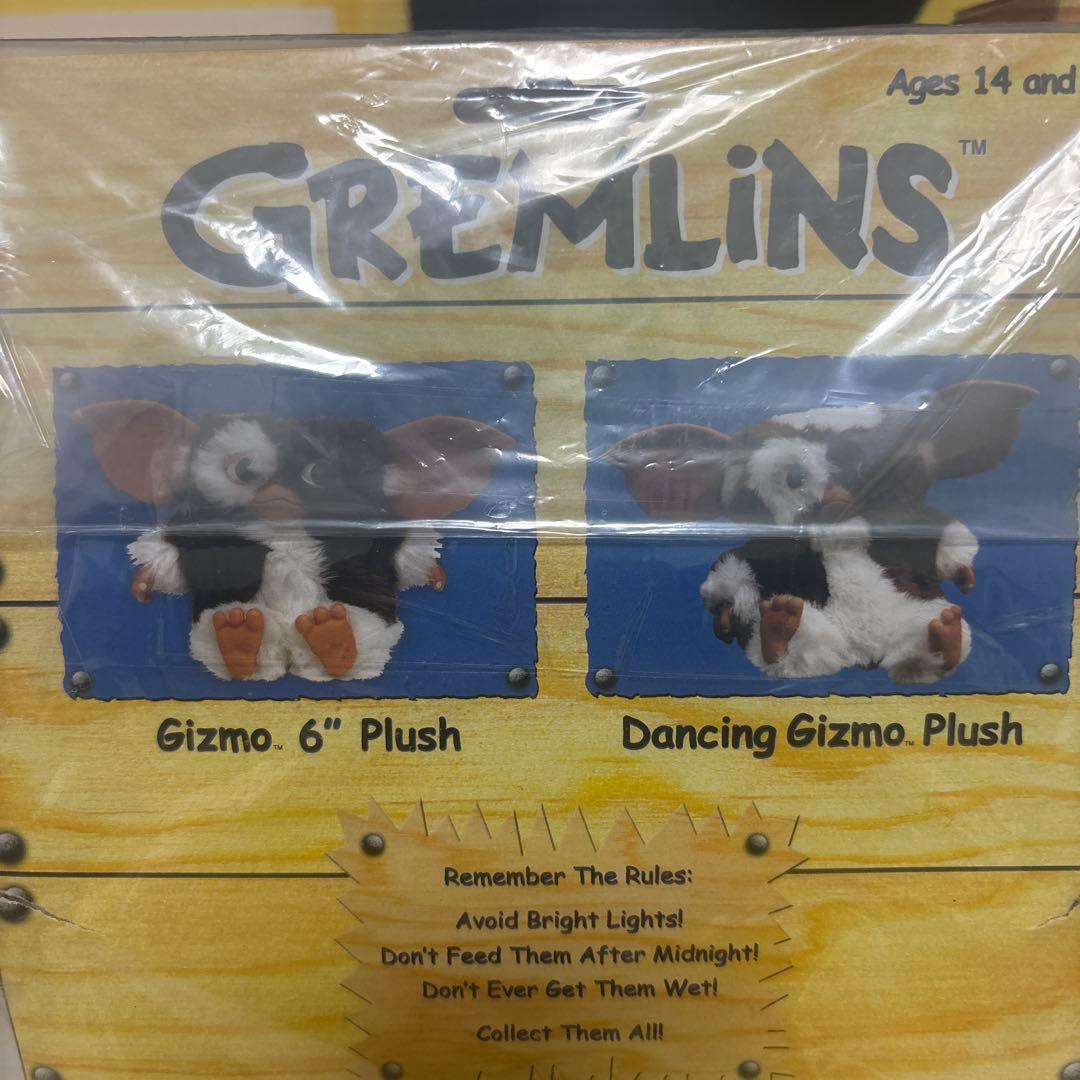 Ages 14 and
GREMLiNS™
Gizmo™ 6" Plush
Dancing Gizmo™ Plush
Remember The Rules:
Avoid Bright Lights!
Don't Feed Them After Midnight!
Don't Ever Get Them Wet!
Collect Them All!